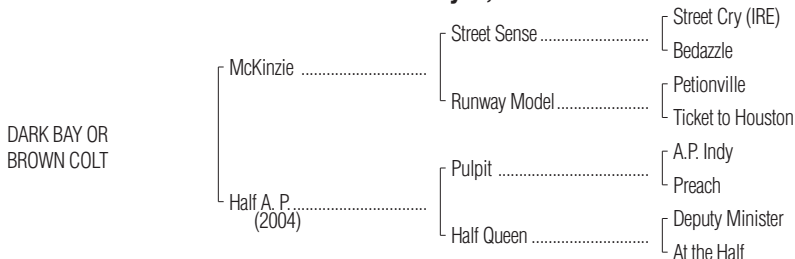 Street Cry (IRE)
Street Sense ............................
Bedazzle
McKinzie ................................
Petionville
Runway Model .......................
Ticket to Houston
DARK BAY OR
BROWN COLT
A.P. Indy
Pulpit ......................................
Preach
Half A. P. .................................
(2004)
Deputy Minister
Half Queen .............................
At the Half